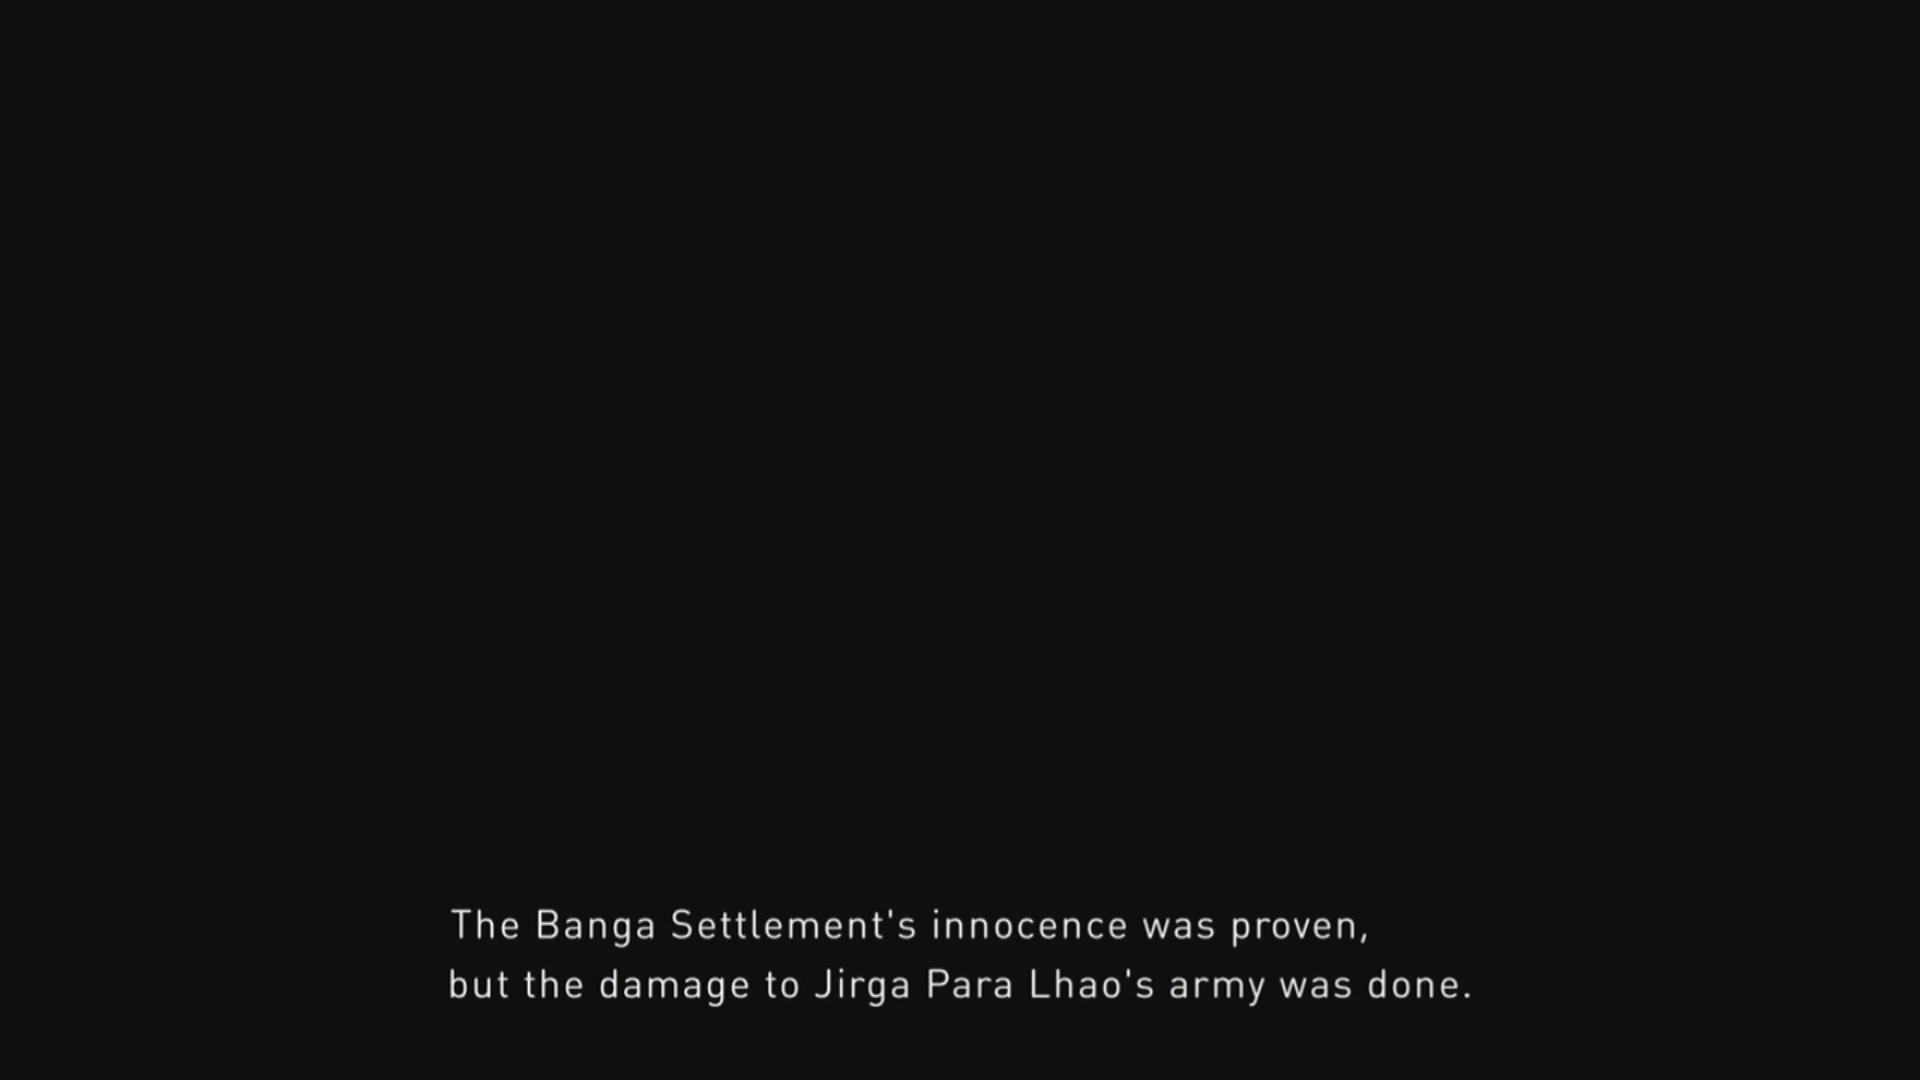 The Banga Settlement's innocence was proven,
but the damage to Jirga Para Lhao's army was done.